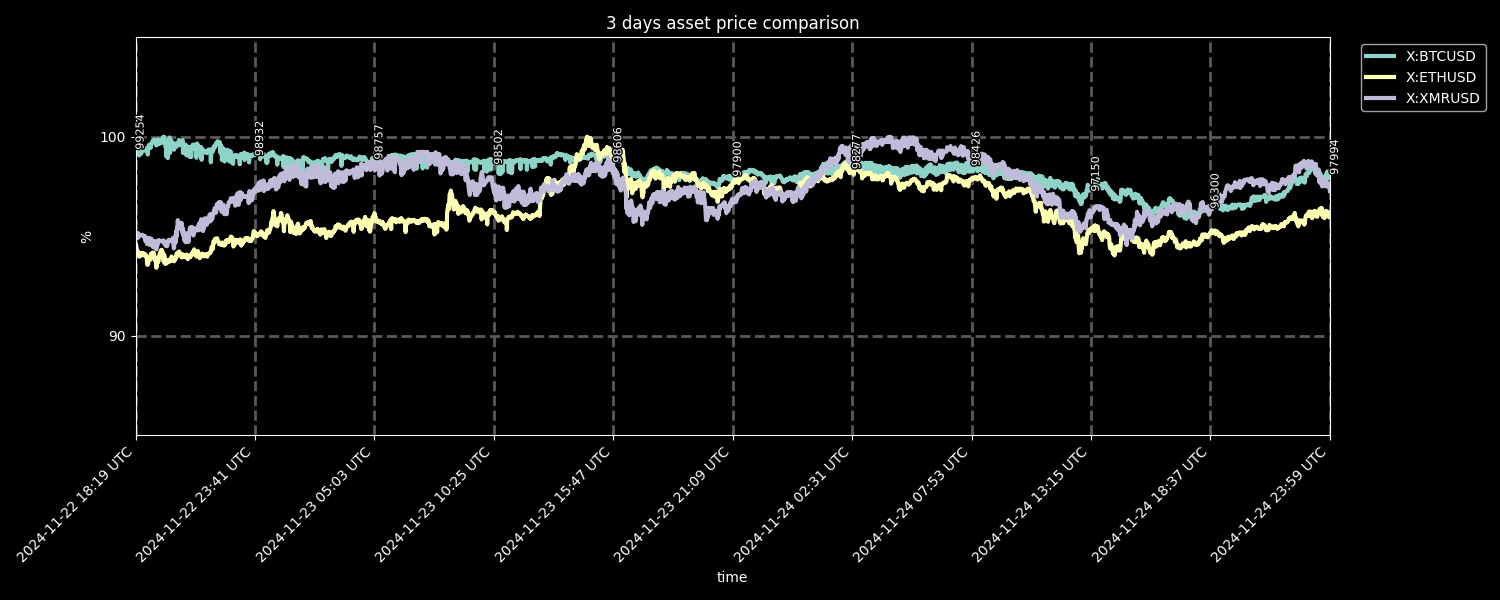 3 days asset price comparison
X:BTCUSD
X:ETHUSD
X:XMRUSD
100
90
%
99254
98932
98757
98502
98606
97900
98277
98426
97150
96300
97994
2024-11-22 18:19 UTC
2024-11-22 23:41 UTC
2024-11-23 05:03 UTC
2024-11-23 10:25 UTC
2024-11-23 15:47 UTC
2024-11-23 21:09 UTC
2024-11-24 02:31 UTC
2024-11-24 07:53 UTC
2024-11-24 13:15 UTC
2024-11-24 18:37 UTC
2024-11-24 23:59 UTC
time